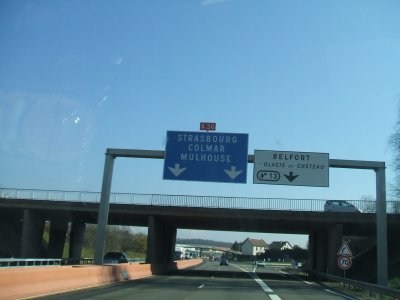 A 36
STRASBOURG
COLMAR
MULHOUSE
BELFORT
-GLACIS DU CHÂTEAU
n° 13
70